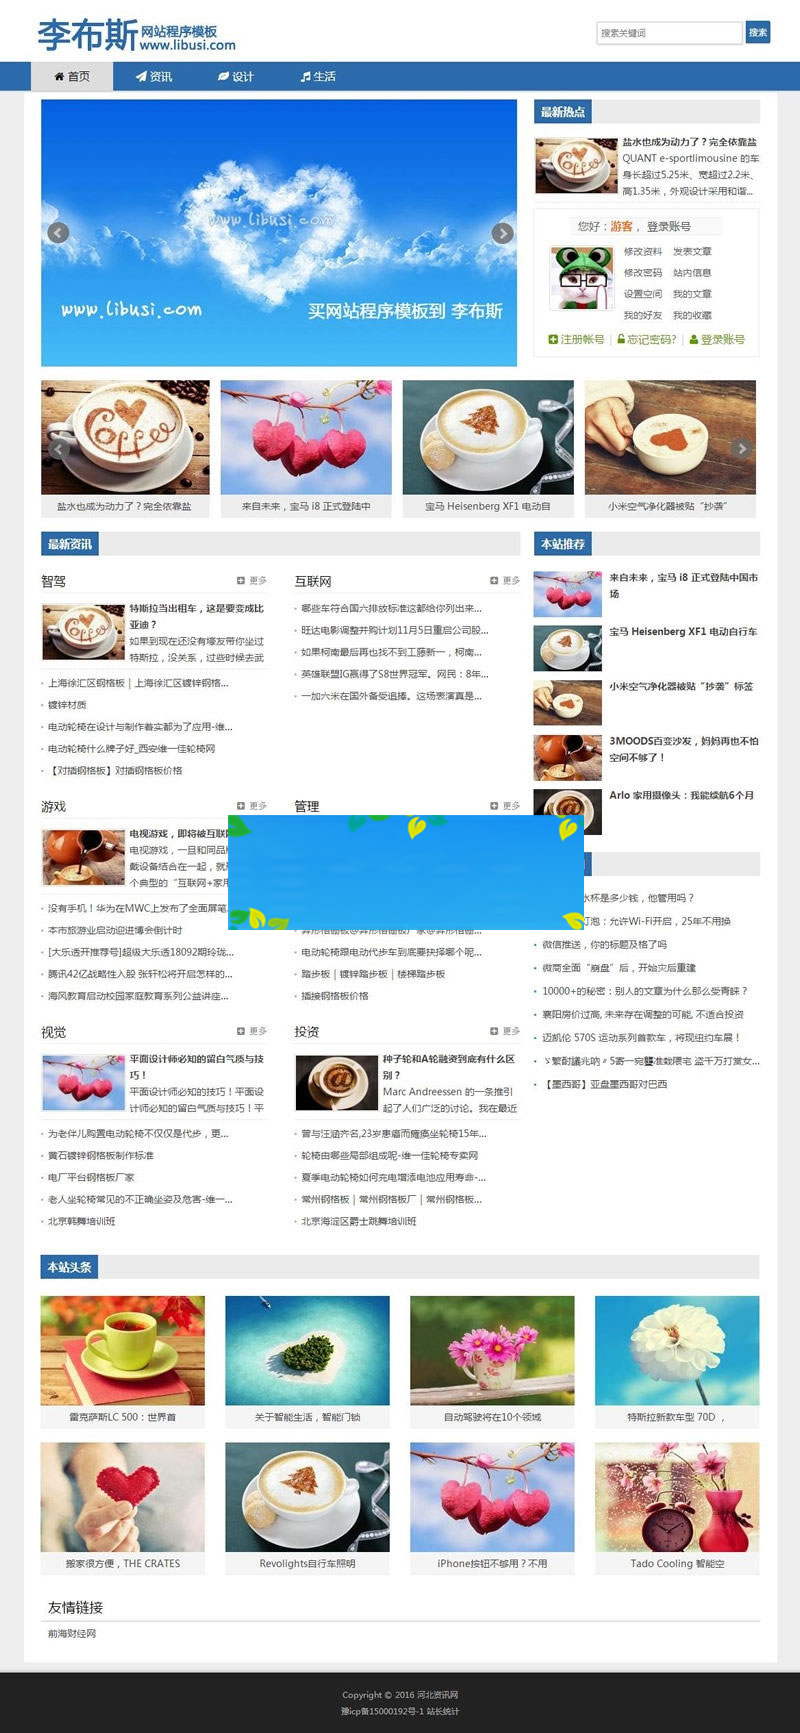 李布斯 网站程序模板
www.libusi.com
搜索关键词
搜索
首页
资讯
设计
生活
www.libusi.com
www.libusi.com
买网站程序模板到 李布斯
最新热点
盐水也成为动力了？完全依靠盐
QUANT e-sportlimousine 的车
身长超过5.25米、宽超过2.2米、
高1.35米，外观设计采用和谐...
您好：游客， 登录账号
修改资料 发表文章
修改密码 站内信息
设置空间 我的文章
我的好友 我的收藏
注册帐号 | 忘记密码? | 登录账号
Coffee
盐水也成为动力了？完全依靠盐
来自未来，宝马 i8 正式登陆中
宝马 Heisenberg XF1 电动自
小米空气净化器被贴“抄袭”
最新资讯
智驾
更多
特斯拉当出租车，这是要变成比
亚迪？
如果到现在还没有壕友带你坐过
特斯拉，没关系，过些时候去武
上海徐汇区钢格板 | 上海徐汇区镀锌钢格...
镀锌材质
电动轮椅在设计与制作着实都为了应用-维...
电动轮椅什么牌子好_西安维一佳轮椅网
【对插钢格板】对插格板价格
互联网
更多
哪些车符合国六排放标准这都给你列出来...
旺达电影调整并购计划11月5日重启公司股...
如果柯南最后再也找不到工藤新一，柯南...
英雄联盟IG赢得了S8世界冠军。网民：8年...
一加六米在国外备受追捧。这场表演真是...
本站推荐
来自未来，宝马 i8 正式登陆中国市
场
宝马 Heisenberg XF1 电动自行车
小米空气净化器被贴“抄袭”标签
3MOODS百变沙发，妈妈再也不怕
空间不够了！
Arlo 家用摄像头：我能续航6个月
游戏
更多
电视游戏，即将被互联
电视游戏，一旦和同品
戴设备结合在一起，就
个典型的“互联网+家用
没有手机！华为在MWC上发布了全面屏笔
本市旅游业启动迎进博会倒计时
[大乐透开推荐号]超级大乐透18092期玲珑...
腾讯42亿战略性入股 张轩松将开启怎样的...
海风教育启动校园家庭教育系列公益讲座...
管理
更多
电动轮椅跟电动代步车到底要抉择哪个呢...
踏步板 | 镀锌踏步板 | 楼梯踏步板
插接钢格板价格
水杯是多少钱，他管用吗？
灯泡：允许Wi-Fi开启，25年不用换
微信推送，你的标题及格了吗
微商全面“崩盘”后，开始灾后重建
10000+的秘密：别人的文章为什么那么受青睐？
襄阳房价过高, 未来存在调整的可能, 不适合投资
迈凯伦 570S 运动系列首款车，将现纽约车展！
盗千万打赏女...
【墨西哥】亚盘墨西哥对巴西
视觉
更多
平面设计师必知的留白气质与技
巧！
平面设计师必知的技巧！平面设
计师必知的留白气质与技巧！平
为老伴儿购置电动轮椅不仅仅是代步，更...
黄石镀锌钢格板制作标准
电厂平台钢格板厂家
老人坐轮椅常见的不正确坐姿及危害-维一...
北京韩舞培训班
投资
更多
种子轮和A轮融资到底有什么区
别？
Marc Andreessen 的一条推引
起了人们广泛的讨论。我在最近
曾与汪涵齐名,23岁患癌而瘫痪坐轮椅15年...
轮椅由哪些局部组成呢-维一佳轮椅专卖网
夏季电动轮椅如何充电增添电池应用寿命-...
常州钢格板 | 常州钢格板厂 | 常州钢格板...
北京海淀区爵士跳舞培训班
本站头条
雷克萨斯LC 500：世界首
关于智能生活，智能门锁
自动驾驶将在10个领域
特斯拉新款车型 70D ，
搬家很方便，THE CRATES
Revolights自行车照明
iPhone按钮不够用？不用
Tado Cooling 智能空
友情链接
前海财经网
Copyright © 2016 河北资讯网
豫icp备15000192号-1 站长统计